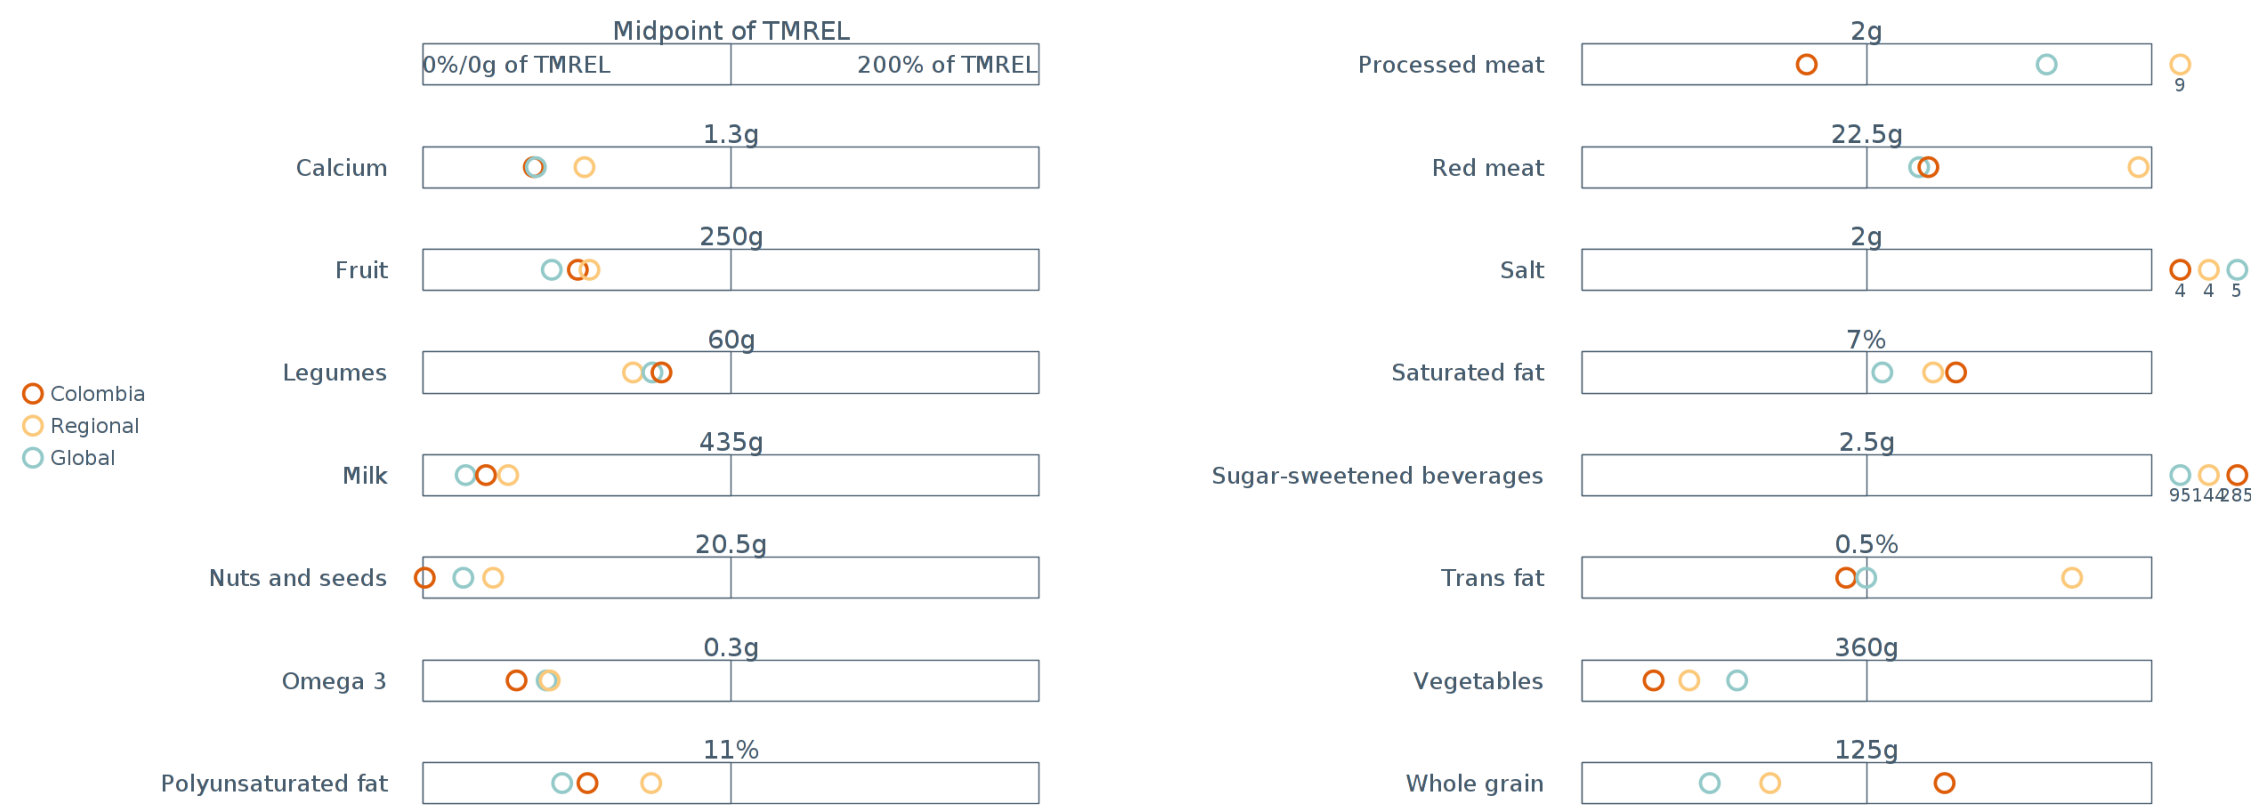 Midpoint of TMREL
0%/0g of TMREL
200% of TMREL
Calcium
1.3g
Fruit
250g
Legumes
60g
Milk
435g
Nuts and seeds
20.5g
Omega 3
0.3g
Polyunsaturated fat
11%
Colombia
Regional
Global
Processed meat
2g
9
Red meat
22.5g
Salt
2g
4 4 5
Saturated fat
7%
Sugar-sweetened beverages
2.5g
95 144 285
Trans fat
0.5%
Vegetables
360g
Whole grain
125g